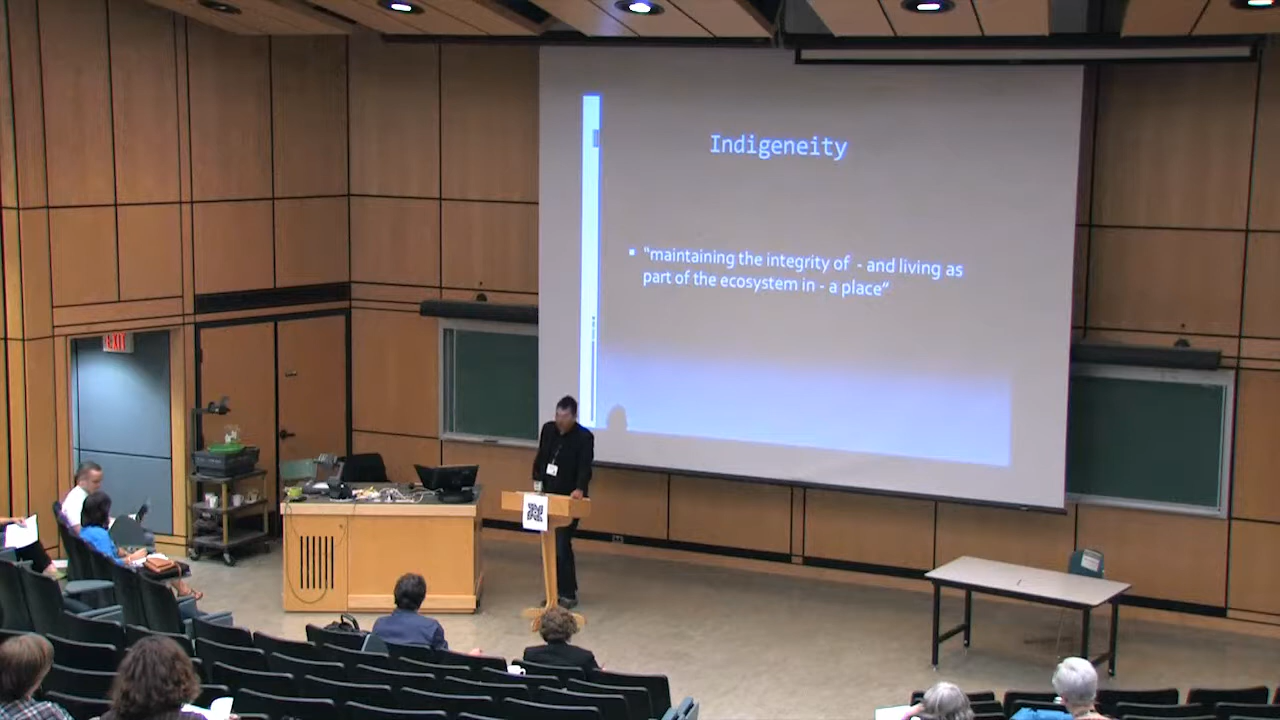 Indigeneity
▪ “maintaining the integrity of - and living as
part of the ecosystem in - a place“
EXIT